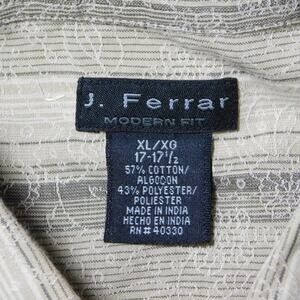 J. Ferrar
MODERN FIT
XL/XG
17-17 1/2
57% COTTON/
ALGODON
43% POLYESTER/
POLIESTER
MADE IN INDIA
HECHO EN INDIA
RN# 40330